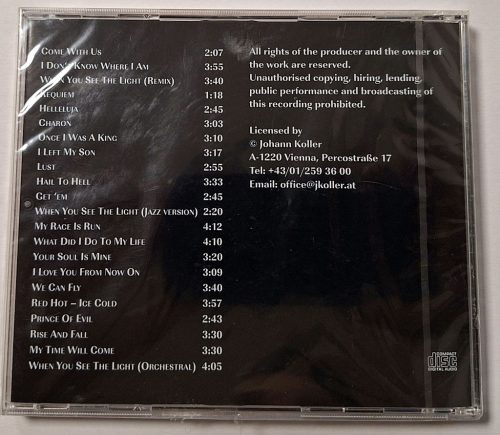 Come With Us 2:07
I Don't Know Where I Am 3:55
When You See The Light (Remix) 3:40
Requiem 1:18
Helleluja 2:45
Charon 3:03
Once I Was A King 3:10
I Left My Son 3:17
Lust 2:55
Hail To Hell 3:33
Get 'em 2:45
When You See The Light (Jazz version) 2:20
My Race Is Run 4:12
What Did I Do To My Life 4:10
Your Soul Is Mine 3:20
I Love You From Now On 3:09
We Can Fly 3:40
Red Hot – Ice Cold 3:57
Prince Of Evil 2:43
Rise And Fall 3:30
My Time Will Come 3:30
When You See The Light (Orchestral) 4:05
All rights of the producer and the owner of
the work are reserved.
Unauthorised copying, hiring, lending,
public performance and broadcasting of
this recording prohibited.
Licensed by
© Johann Koller
A-1220 Vienna, Percostraße 17
Tel: +43/01/259 36 00
Email: office@jkoller.at
COMPACT
disc
DIGITAL AUDIO